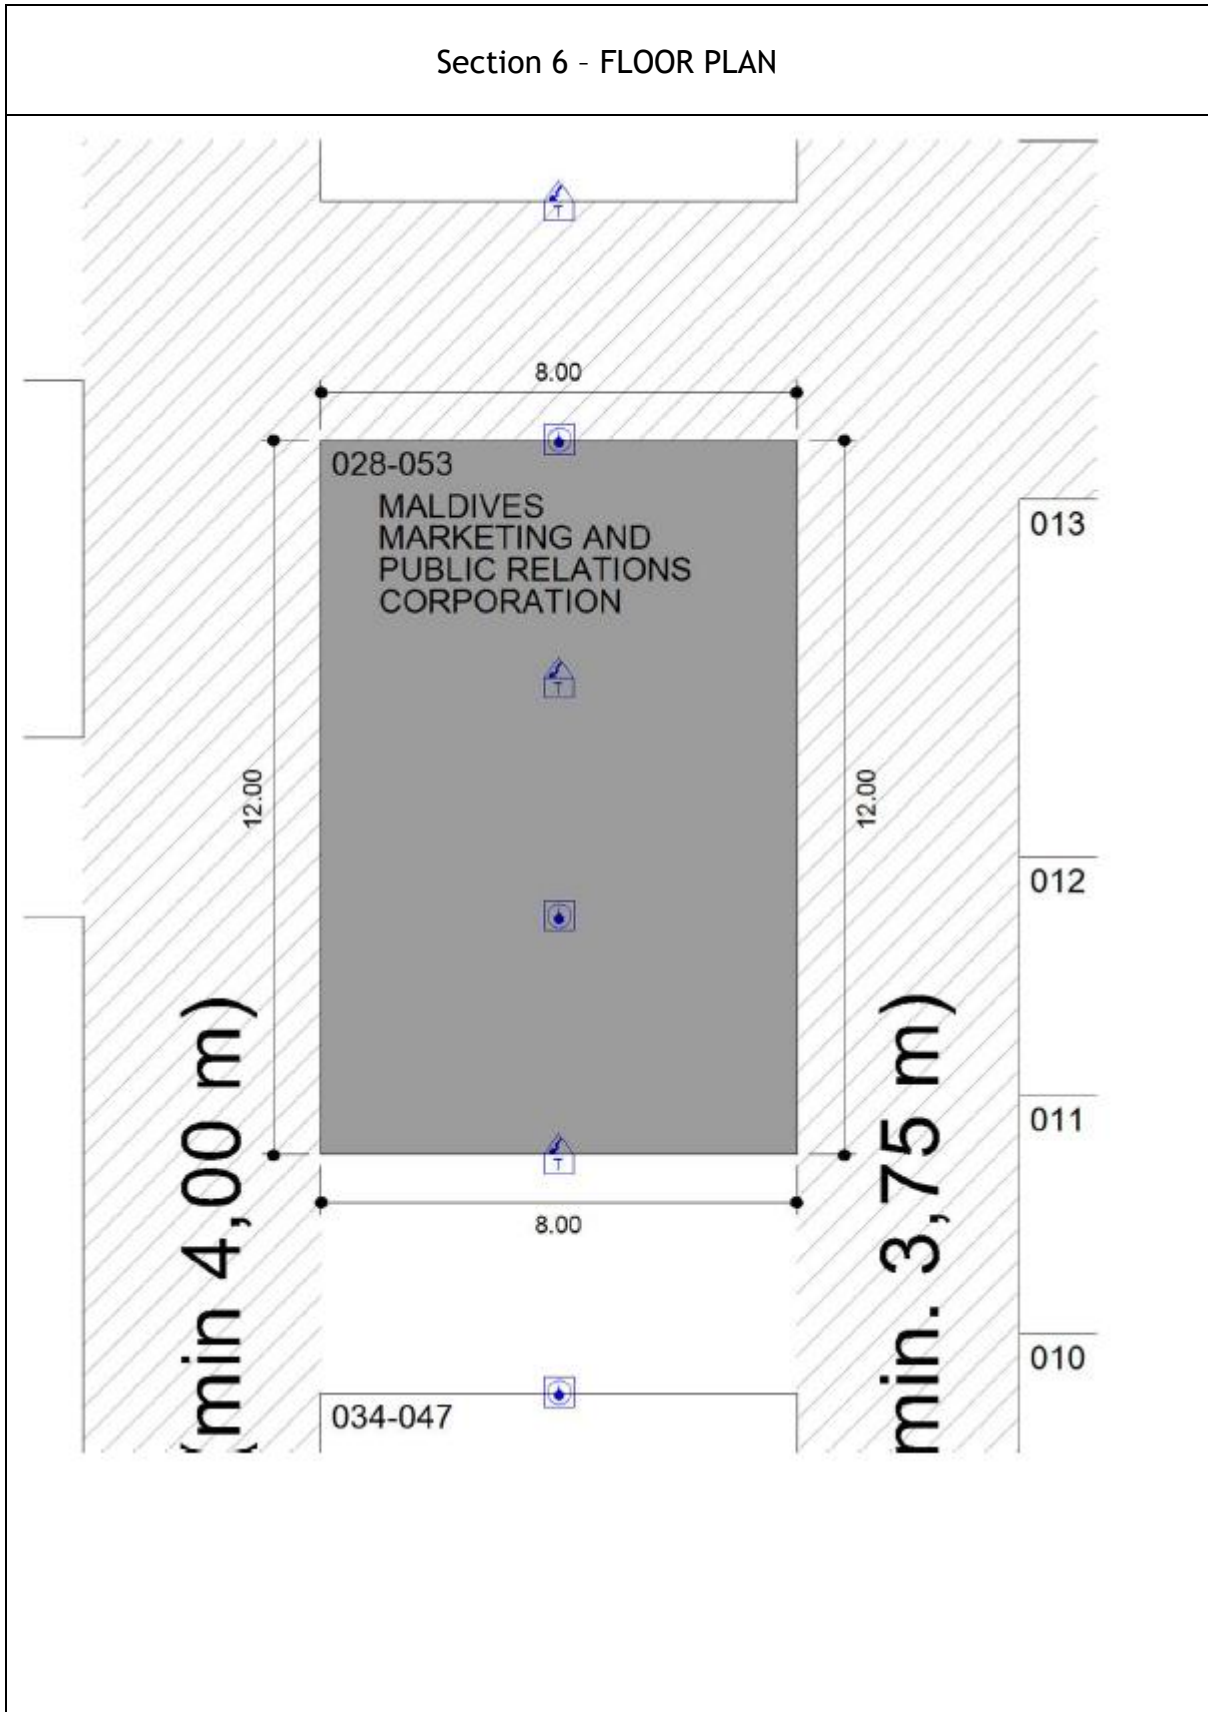 Section 6 – FLOOR PLAN
T
8.00
028-053
MALDIVES
MARKETING AND
PUBLIC RELATIONS
CORPORATION
013
T
12.00
12.00
012
(min 4,00 m)
min. 3,75 m)
011
T
8.00
010
034-047